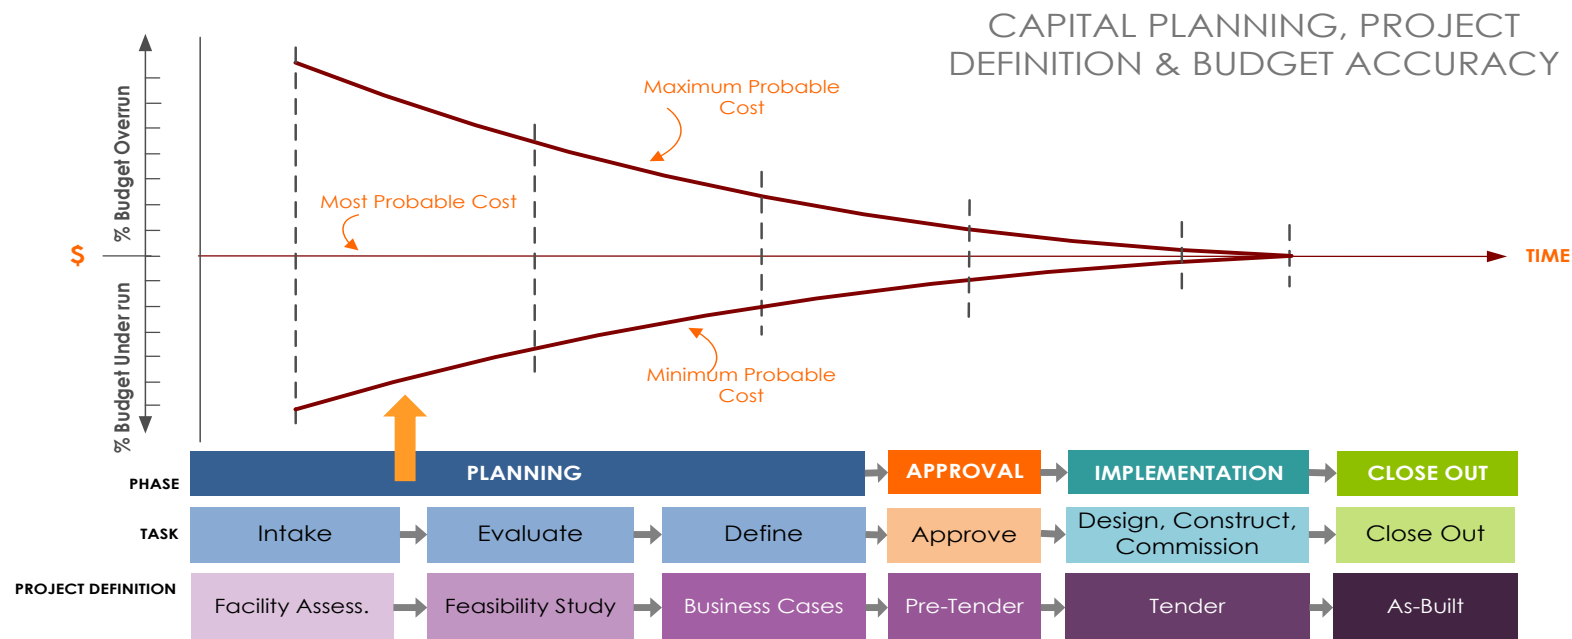 CAPITAL PLANNING, PROJECT
DEFINITION & BUDGET ACCURACY
% Budget Overrun
% Budget Under run
$
Maximum Probable
Cost
Most Probable Cost
TIME
Minimum Probable
Cost
PHASE
PLANNING
APPROVAL
IMPLEMENTATION
CLOSE OUT
TASK
Intake
Evaluate
Define
Approve
Design, Construct,
Commission
Close Out
PROJECT DEFINITION
Facility Assess.
Feasibility Study
Business Cases
Pre-Tender
Tender
As-Built